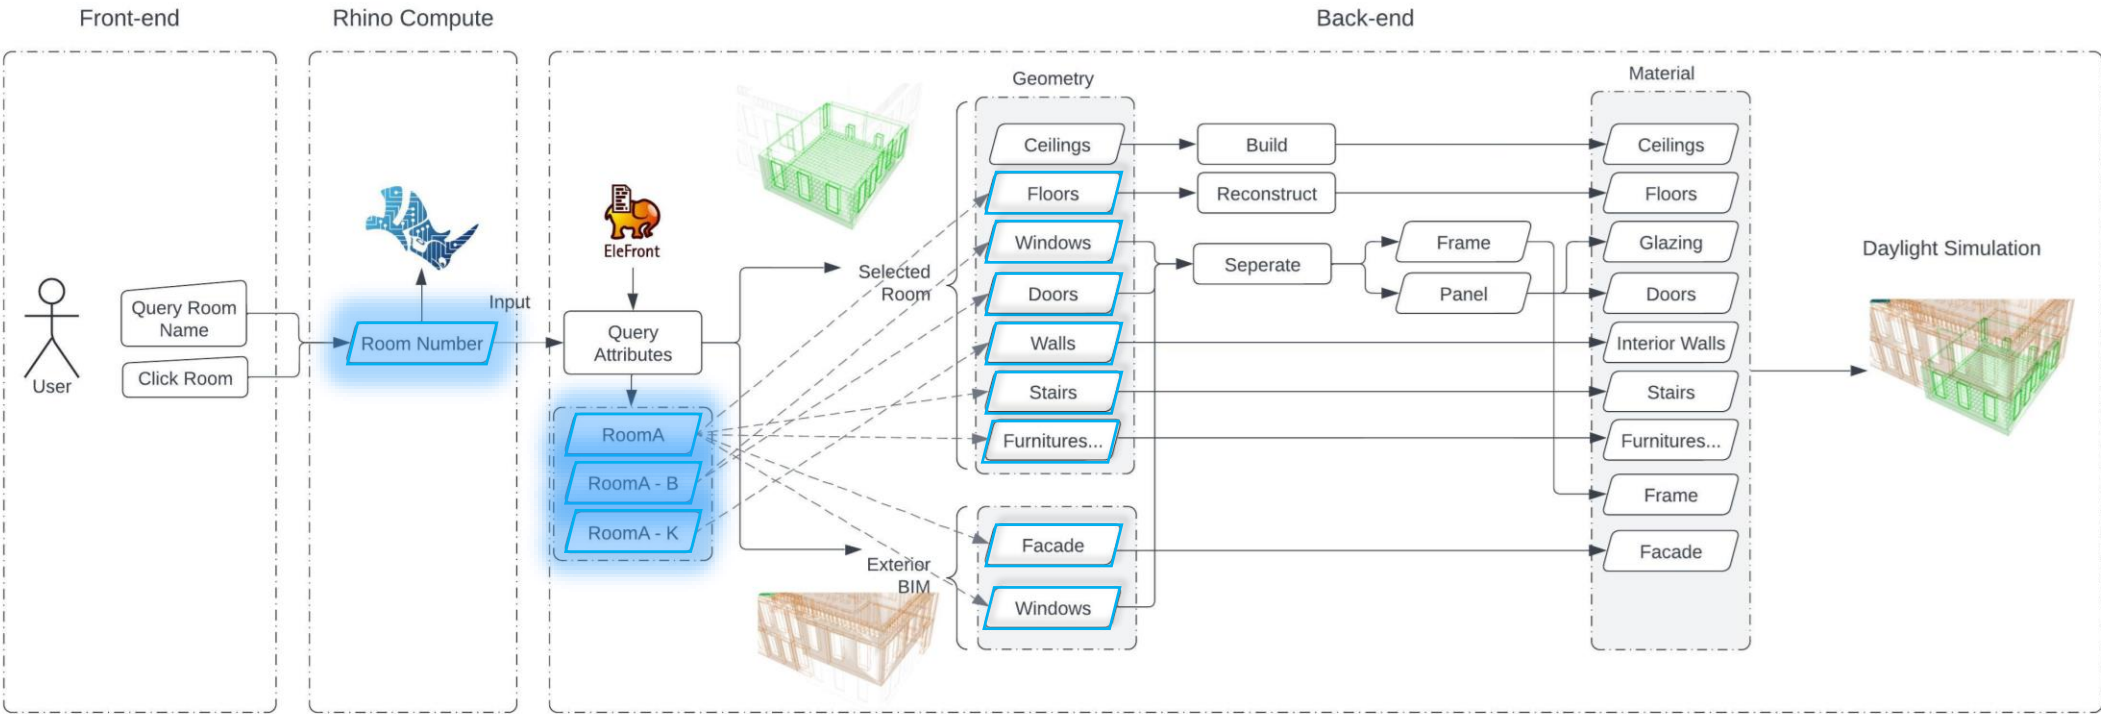 Front-end
Rhino Compute
Back-end
User
Query Room
Name
Click Room
Room Number
Input
EleFront
Query
Attributes
RoomA
RoomA - B
RoomA - K
Selected
Room
Exterior
BIM
Geometry
Ceilings
Floors
Windows
Doors
Walls
Stairs
Furnitures...
Facade
Windows
Build
Reconstruct
Seperate
Frame
Panel
Material
Ceilings
Floors
Glazing
Doors
Interior Walls
Stairs
Furnitures...
Frame
Facade
Daylight Simulation